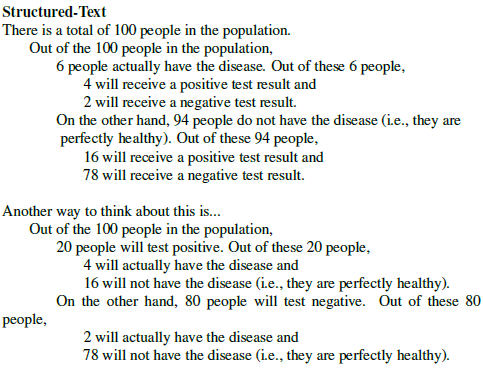 Structured-Text
There is a total of 100 people in the population.
Out of the 100 people in the population,
6 people actually have the disease. Out of these 6 people,
4 will receive a positive test result and
2 will receive a negative test result.
On the other hand, 94 people do not have the disease (i.e., they are
perfectly healthy). Out of these 94 people,
16 will receive a positive test result and
78 will receive a negative test result.
Another way to think about this is...
Out of the 100 people in the population,
20 people will test positive. Out of these 20 people,
4 will actually have the disease and
16 will not have the disease (i.e., they are perfectly healthy).
On the other hand, 80 people will test negative. Out of these 80
people,
2 will actually have the disease and
78 will not have the disease (i.e., they are perfectly healthy).